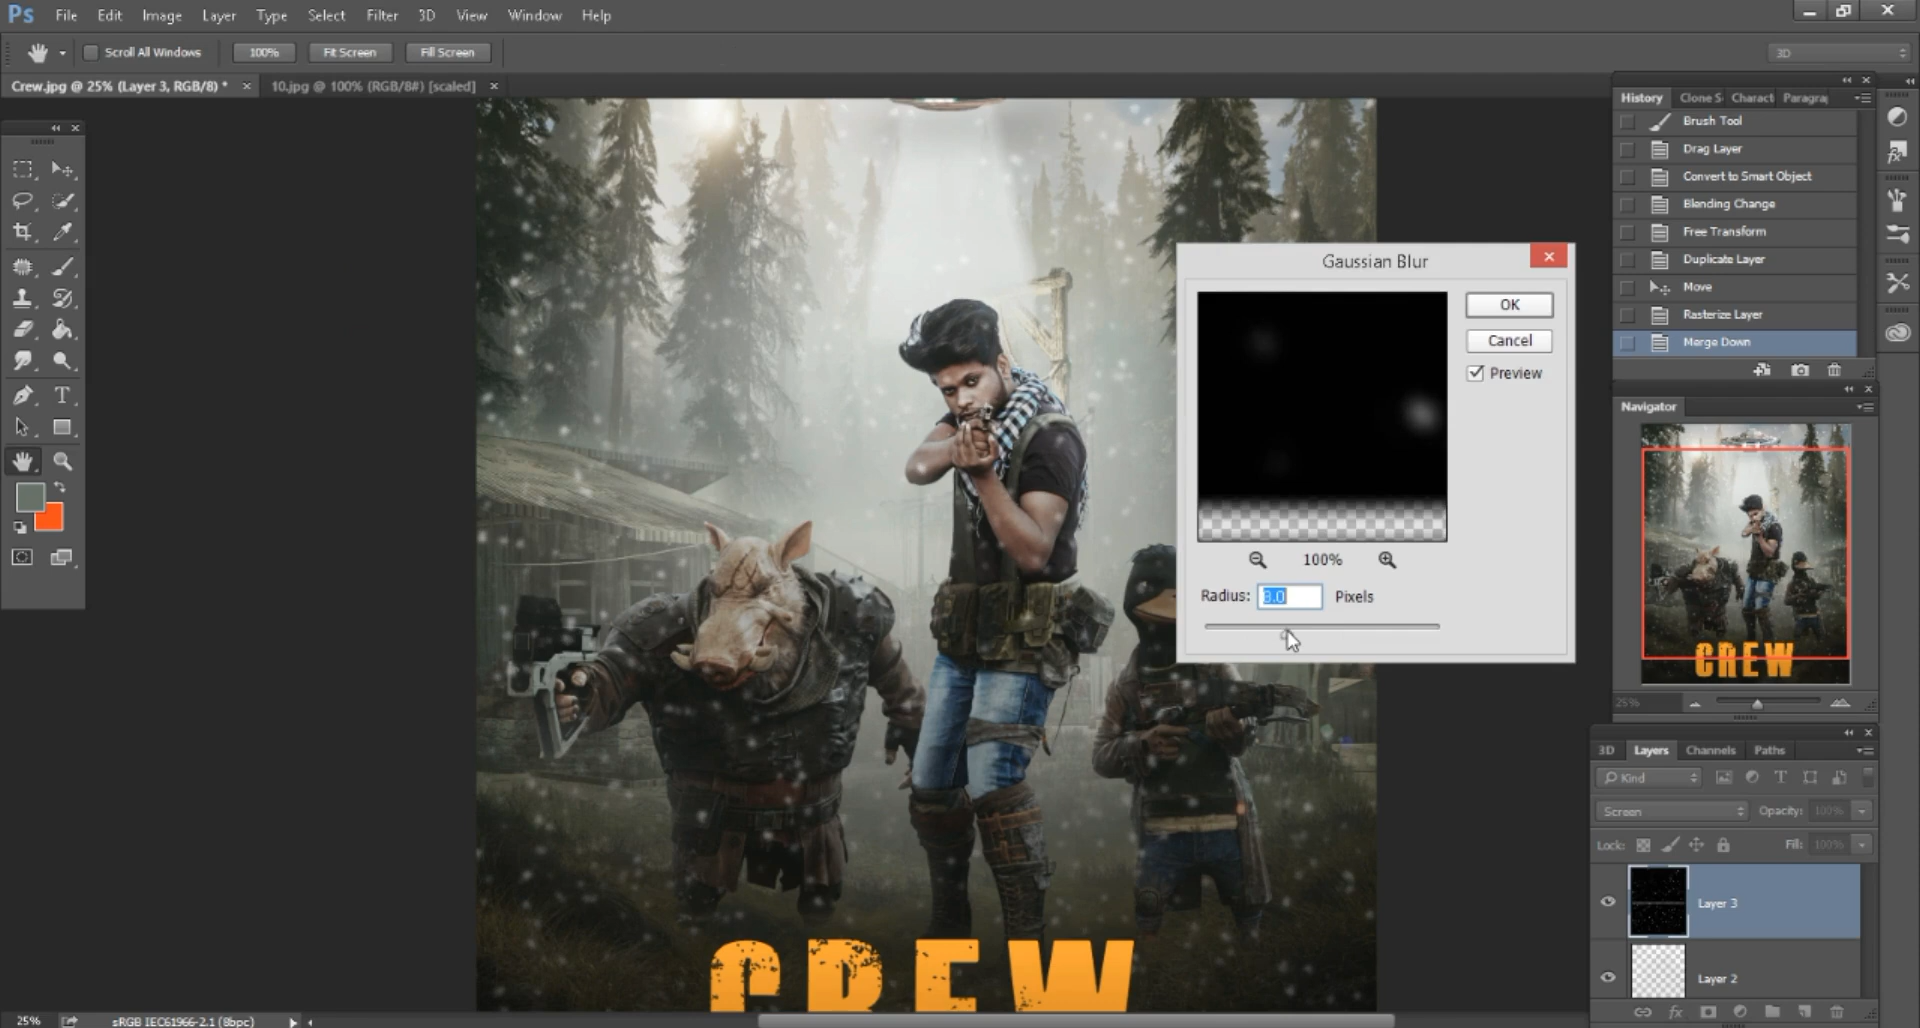 Ps File Edit Image Layer Type Select Filter 3D View Window Help
Scroll All Windows 100% Fit Screen Fill Screen 3D
Crew.jpg @ 25% (Layer 3, RGB/8) * × 10.jpg @ 100% (RGB/8#) [scaled] ×
History Clone S Charact Paragra
Brush Tool
Drag Layer
Convert to Smart Object
Blending Change
Free Transform
Duplicate Layer
Move
Rasterize Layer
Merge Down
Gaussian Blur
OK
Cancel
Preview
100%
Radius: 8.0 Pixels
Navigator
CREW
25%
3D Layers Channels Paths
Kind
Screen Opacity: 100%
Lock: Fill: 100%
Layer 3
Layer 2
fx
CREW
25% sRGB IEC61966-2.1 (8bpc)